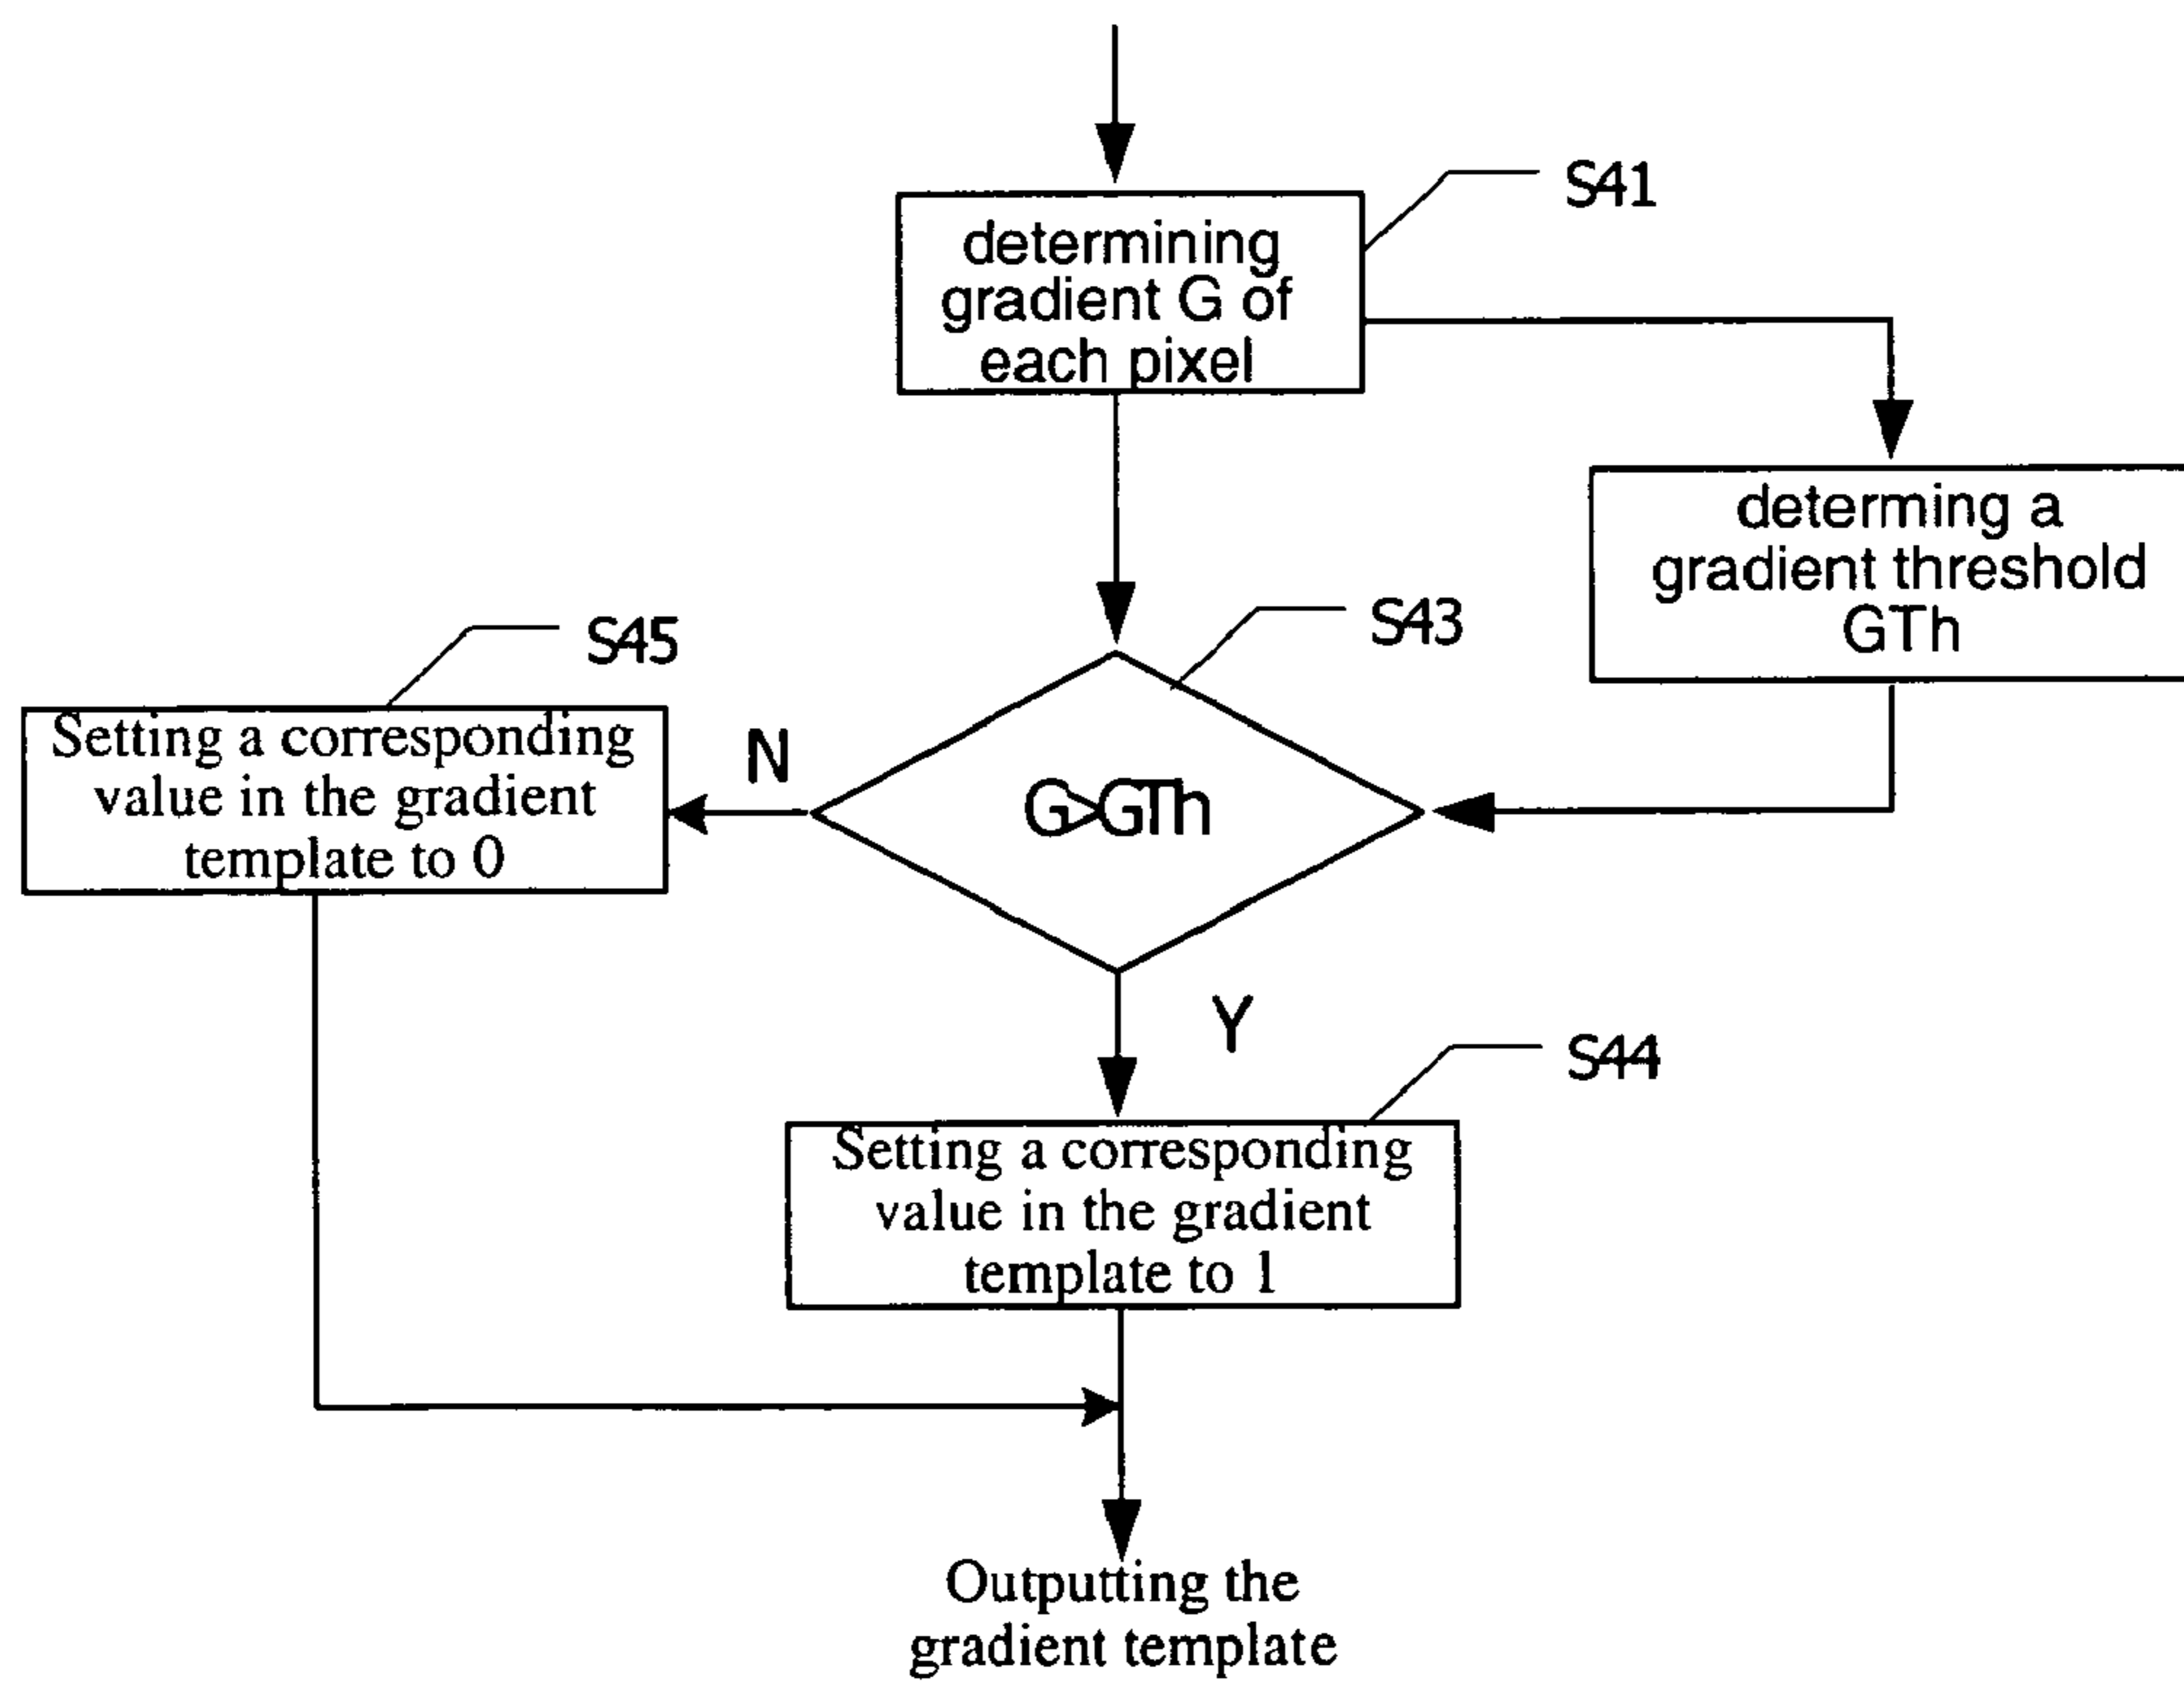 S41
determining
gradient G of
each pixel
determing a
gradient threshold
GTh
S43
G>GTh
S45
N
Setting a corresponding
value in the gradient
template to 0
Y
S44
Setting a corresponding
value in the gradient
template to 1
Outputting the
gradient template